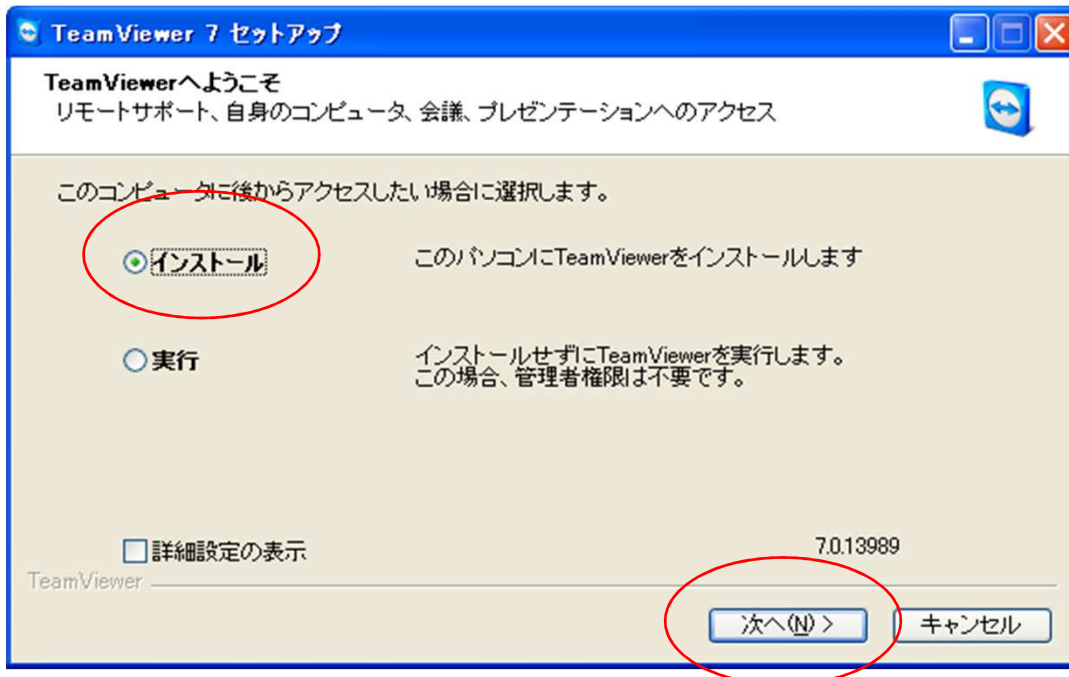 TeamViewer 7 セットアップ
TeamViewerへようこそ
リモートサポート、自身のコンピュータ、会議、プレゼンテーションへのアクセス
このコンピュータに後からアクセスしたい場合に選択します。
インストール このパソコンにTeamViewerをインストールします
実行 インストールせずにTeamViewerを実行します。
この場合、管理者権限は不要です。
詳細設定の表示 7.0.13989
TeamViewer
次へ(N) > キャンセル